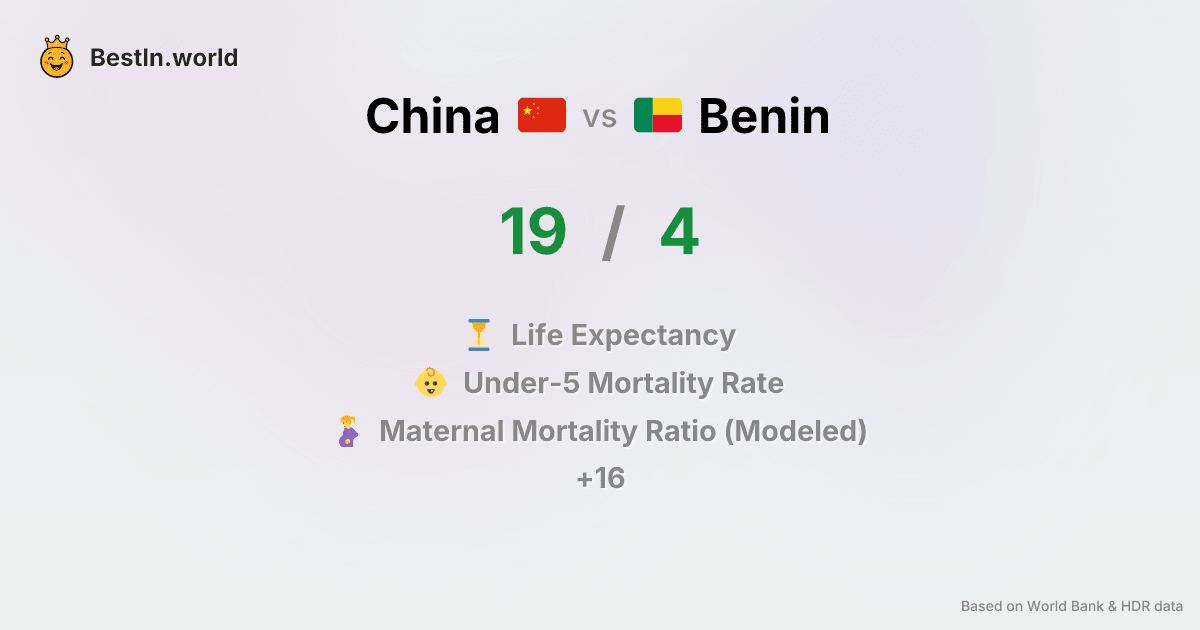 BestIn.world
China vs Benin
19 / 4
Life Expectancy
Under-5 Mortality Rate
Maternal Mortality Ratio (Modeled)
+16
Based on World Bank & HDR data